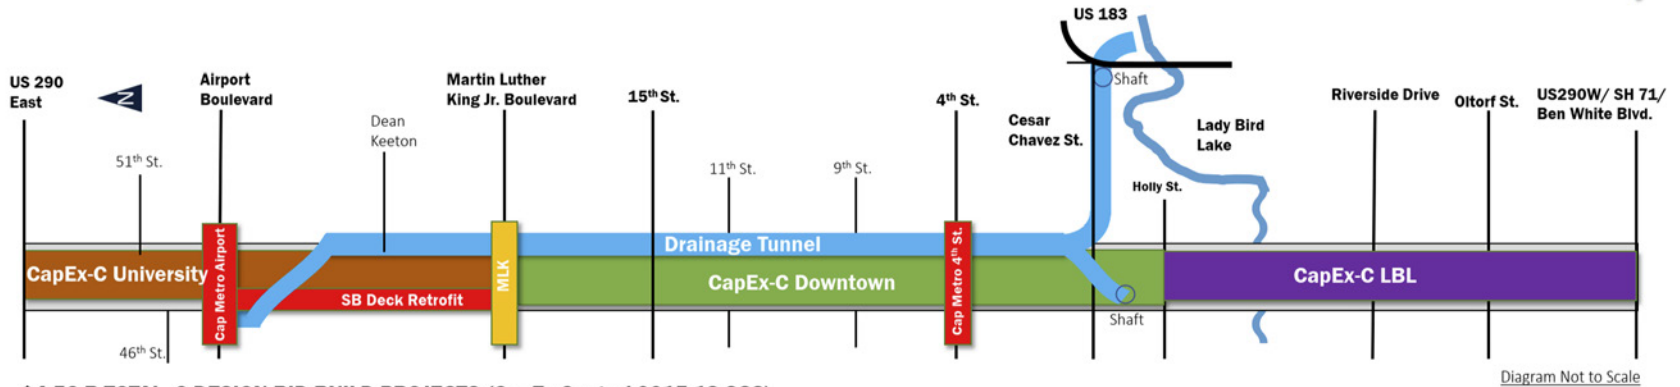 US 183
US 290
East
N
Airport
Boulevard
Martin Luther
King Jr. Boulevard
15th St.
4th St.
Shaft
Cesar
Chavez St.
Lady Bird
Lake
Riverside Drive
Oltorf St.
US290W/ SH 71/
Ben White Blvd.
Dean
Keeton
51th St.
11th St.
9th St.
Holly St.
CapEx-C University
Cap Metro Airport
SB Deck Retrofit
MLK
Drainage Tunnel
CapEx-C Downtown
Cap Metro 4th St.
CapEx-C LBL
Shaft
46th St.
Diagram Not to Scale